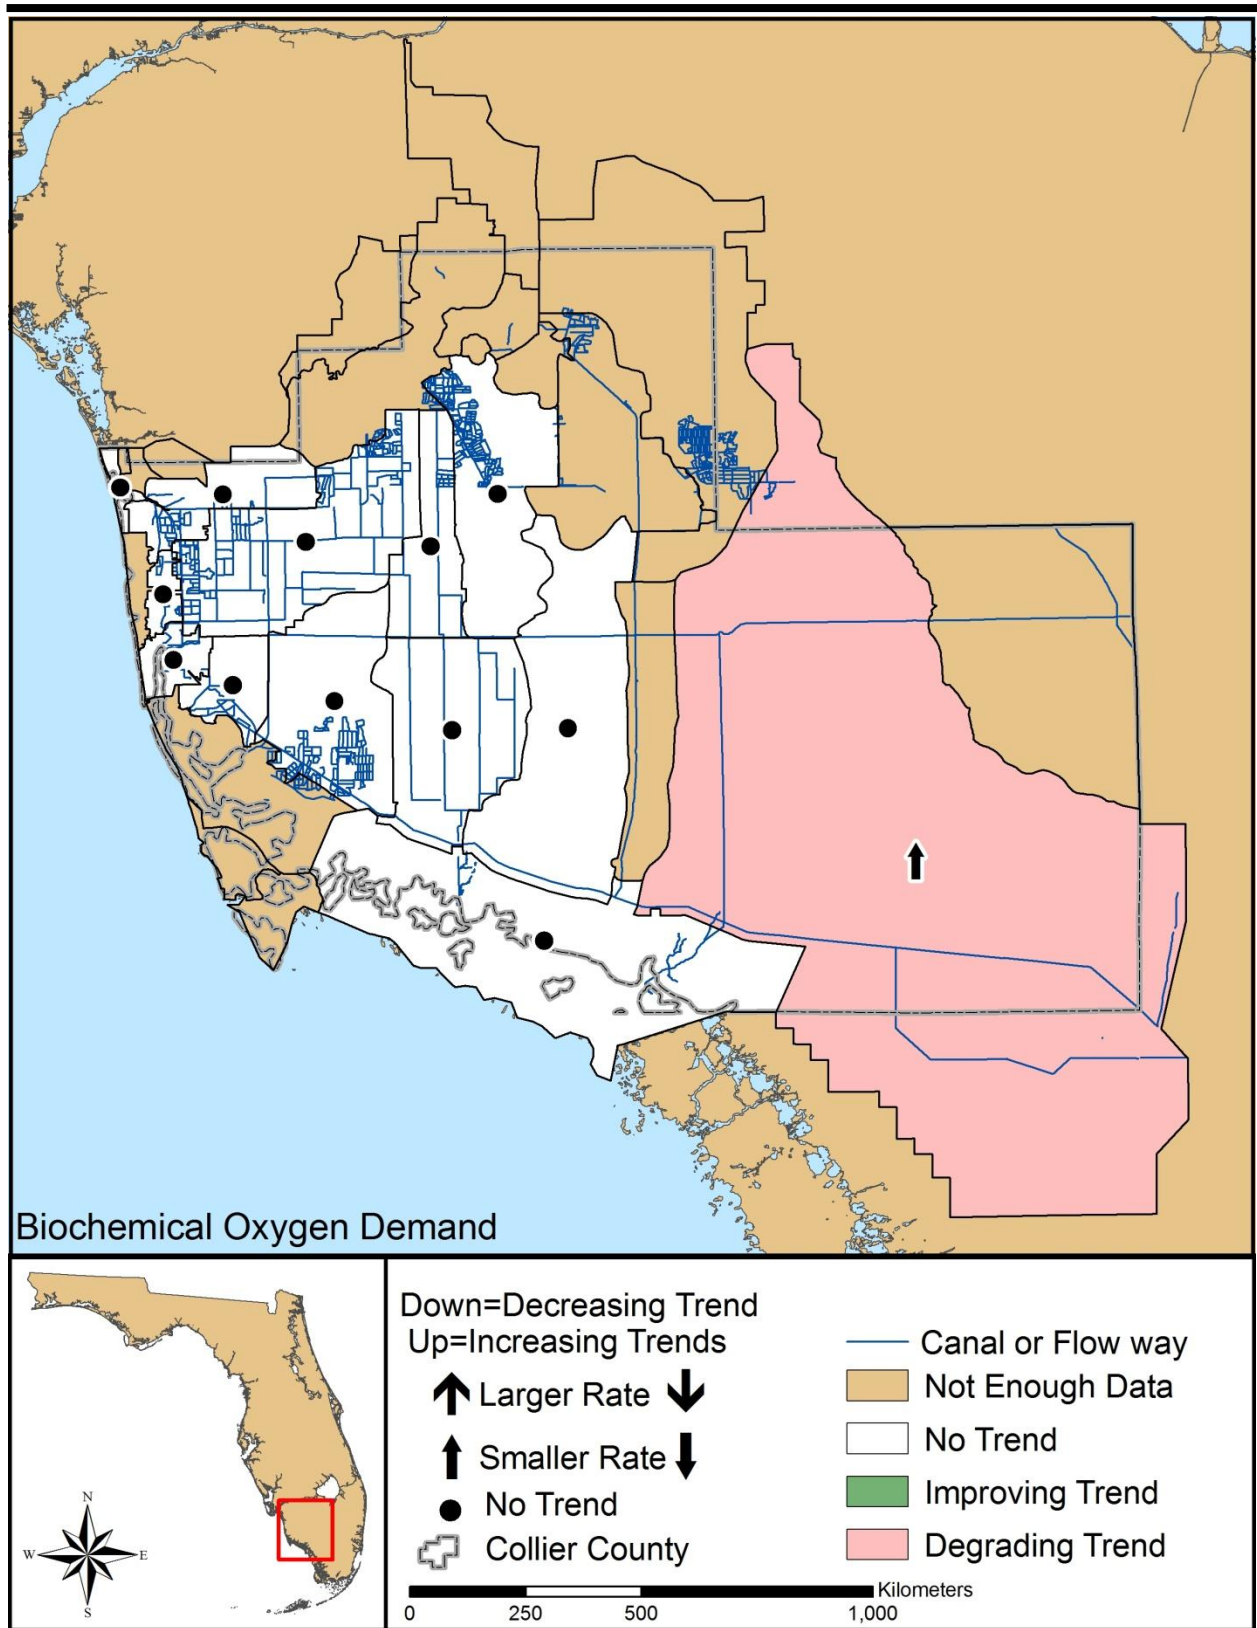 Biochemical Oxygen Demand
Down=Decreasing Trend
Up=Increasing Trends
Larger Rate
Smaller Rate
No Trend
Collier County
Canal or Flow way
Not Enough Data
No Trend
Improving Trend
Degrading Trend
Kilometers
0 250 500 1,000
N
W E
S